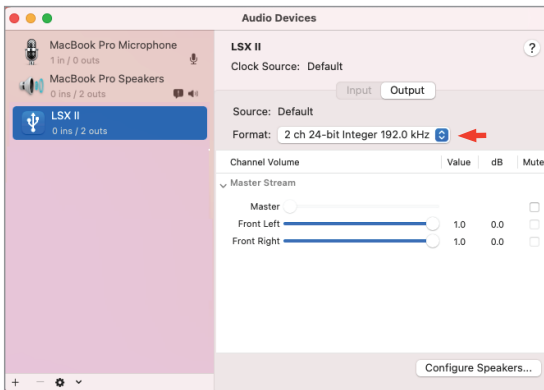 Audio Devices
MacBook Pro Microphone
1 in / 0 outs
MacBook Pro Speakers
0 ins / 2 outs
LSX II
0 ins / 2 outs
LSX II
?
Clock Source: Default
Input Output
Source: Default
Format: 2 ch 24-bit Integer 192.0 kHz
Channel Volume Value dB Mute
Master Stream
Master
Front Left 1.0 0.0
Front Right 1.0 0.0
Configure Speakers...